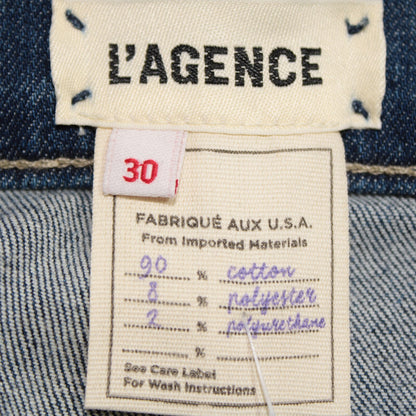 L'AGENCE
30
FABRIQUÉ AUX U.S.A.
From Imported Materials
90 % cotton
8 % polyester
2 % polyurethane
%
See Care Label
For Wash Instructions